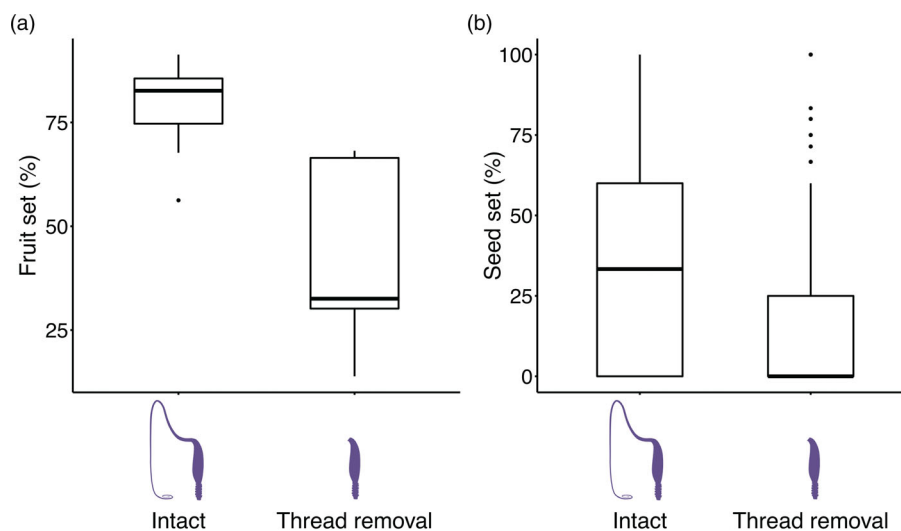 (a)
Fruit set (%)
75
50
25
Intact
Thread removal
(b)
Seed set (%)
100
75
50
25
0
Intact
Thread removal